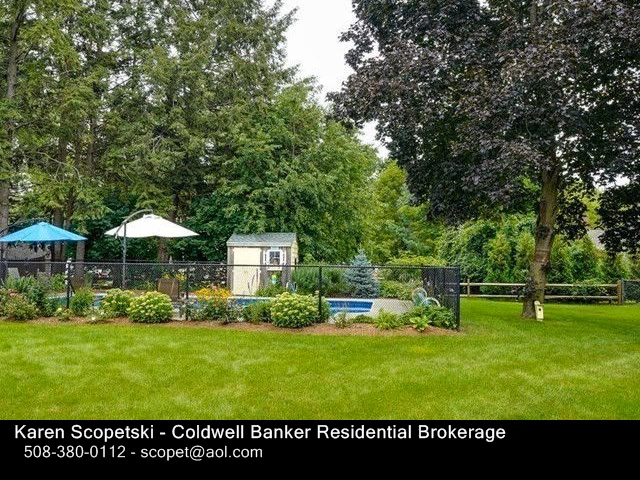 Karen Scopetski - Coldwell Banker Residential Brokerage
508-380-0112 - scopet@aol.com